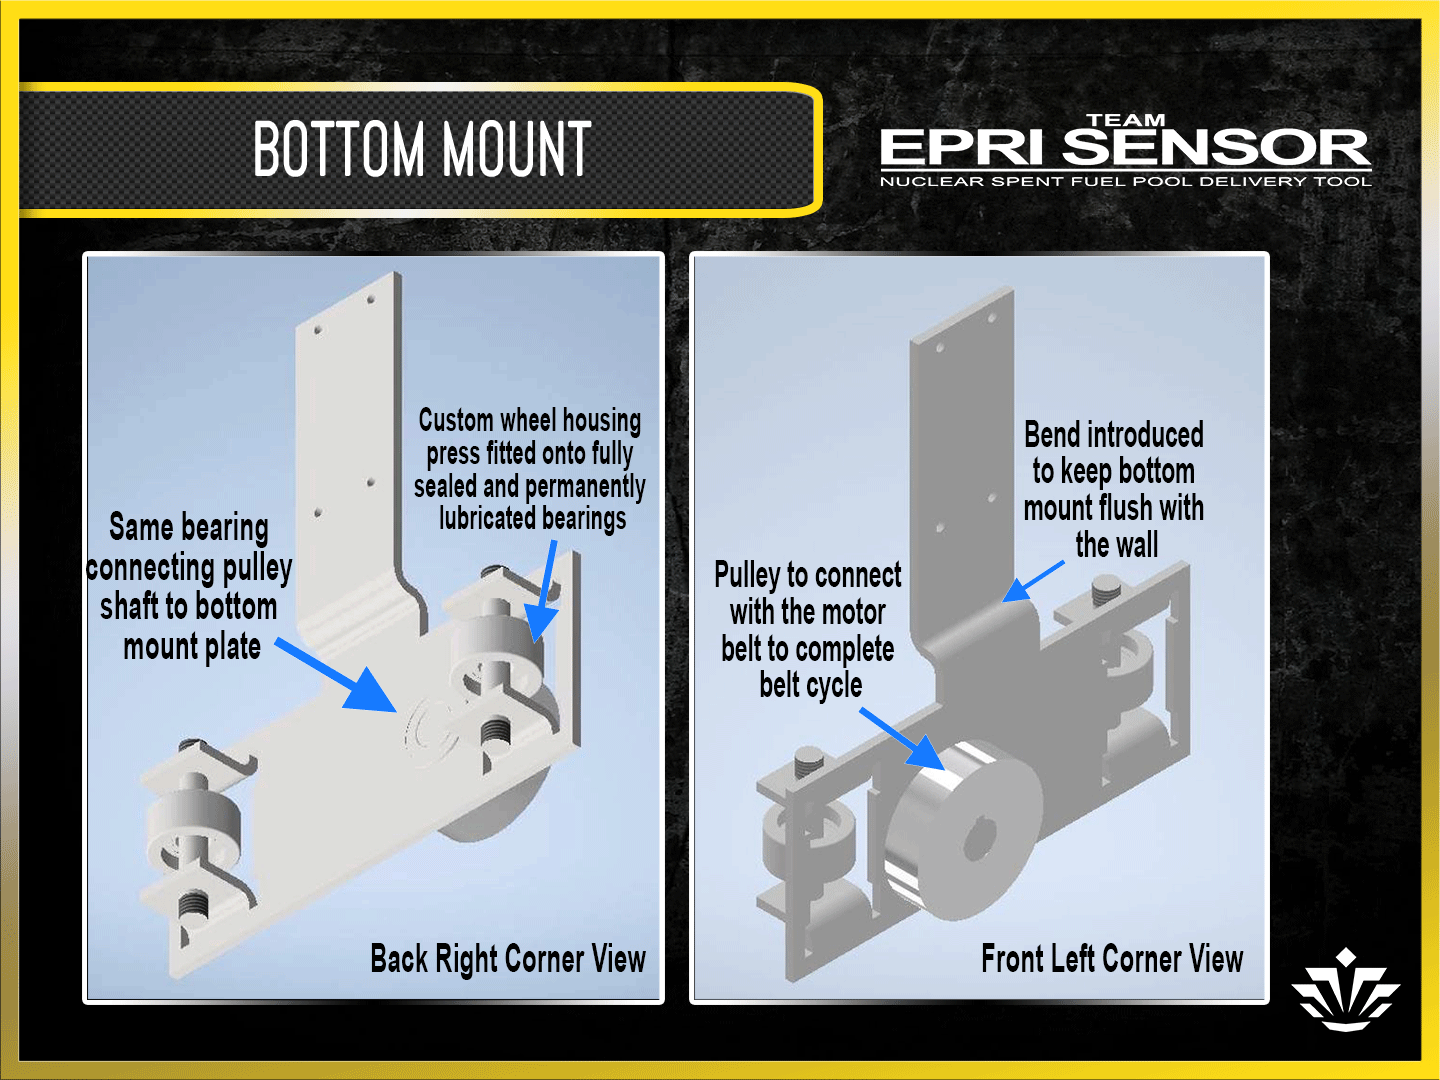 BOTTOM MOUNT
TEAM
EPRI SENSOR
NUCLEAR SPENT FUEL POOL DELIVERY TOOL
Custom wheel housing
press fitted onto fully
sealed and permanently
lubricated bearings
Same bearing
connecting pulley
shaft to bottom
mount plate
Back Right Corner View
Bend introduced
to keep bottom
mount flush with
the wall
Pulley to connect
with the motor
belt to complete
belt cycle
Front Left Corner View